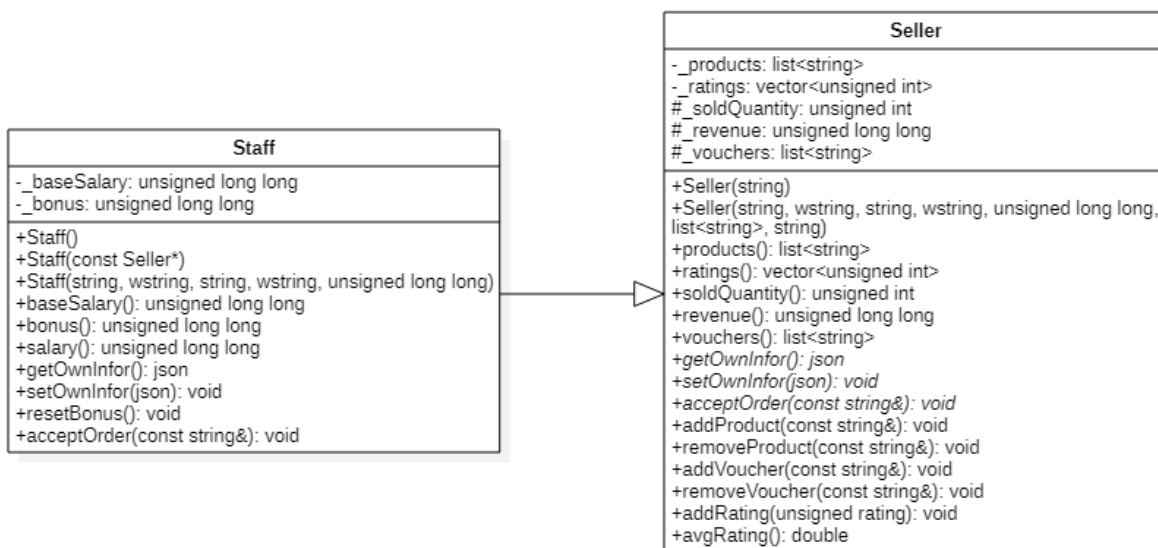 Staff
-_baseSalary: unsigned long long
-_bonus: unsigned long long
+Staff()
+Staff(const Seller*)
+Staff(string, wstring, string, wstring, unsigned long long)
+baseSalary(): unsigned long long
+bonus(): unsigned long long
+salary(): unsigned long long
+getOwnInfor(): json
+setOwnInfor(json): void
+resetBonus(): void
+acceptOrder(const string&): void
Seller
-_products: list<string>
-_ratings: vector<unsigned int>
#_soldQuantity: unsigned int
#_revenue: unsigned long long
#_vouchers: list<string>
+Seller(string)
+Seller(string, wstring, string, wstring, unsigned long long,
list<string>, string)
+products(): list<string>
+ratings(): vector<unsigned int>
+soldQuantity(): unsigned int
+revenue(): unsigned long long
+vouchers(): list<string>
+getOwnInfor(): json
+setOwnInfor(json): void
+acceptOrder(const string&): void
+addProduct(const string&): void
+removeProduct(const string&): void
+addVoucher(const string&): void
+removeVoucher(const string&): void
+addRating(unsigned rating): void
+avgRating(): double